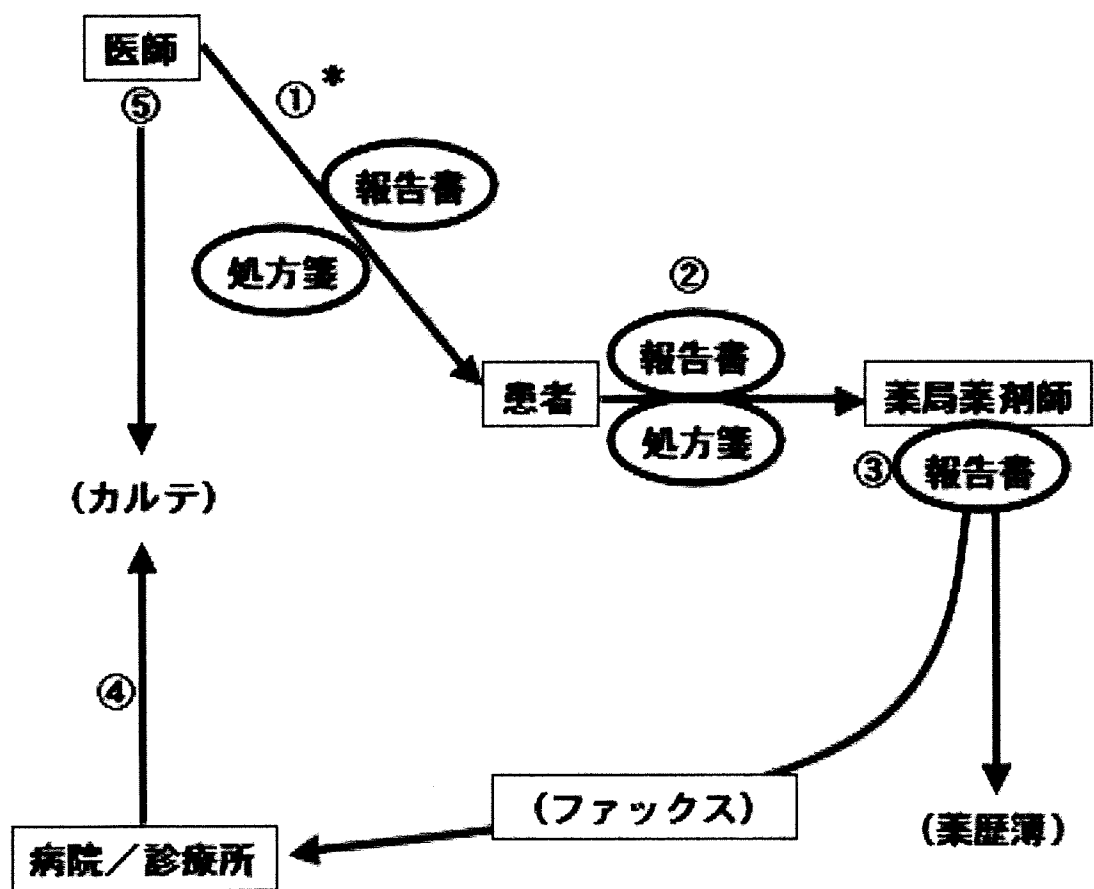 医師
⑤
①*
報告書
処方箋
②
報告書
処方箋
患者
薬局薬剤師
③
報告書
(カルテ)
④
(ファックス)
(薬歴簿)
病院／診療所